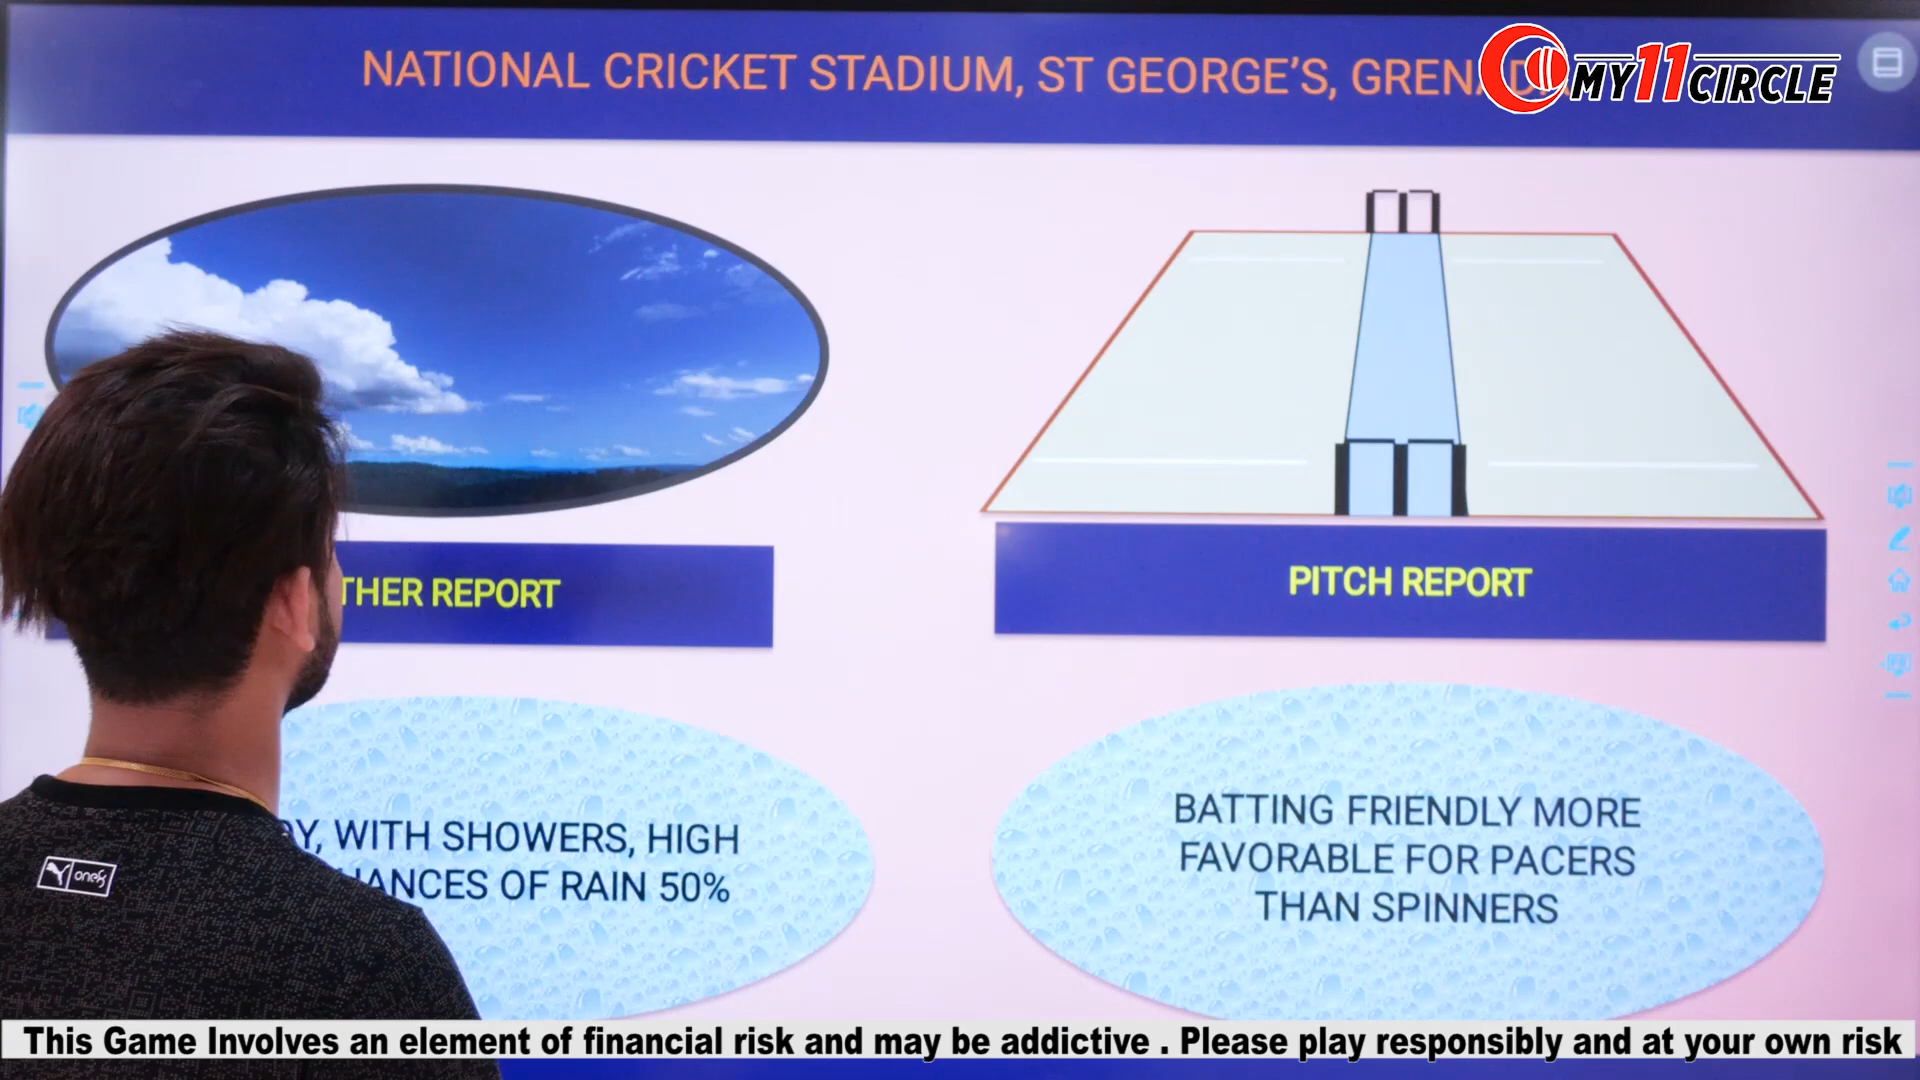 NATIONAL CRICKET STADIUM, ST GEORGE'S,
MY11CIRCLE
THER REPORT
PITCH REPORT
WITH SHOWERS, HIGH
OF RAIN 50%
BATTING FRIENDLY MORE
FAVORABLE FOR PACERS
THAN SPINNERS
one8
This Game Involves an element of financial risk and may be addictive . Please play responsibly and at your own risk